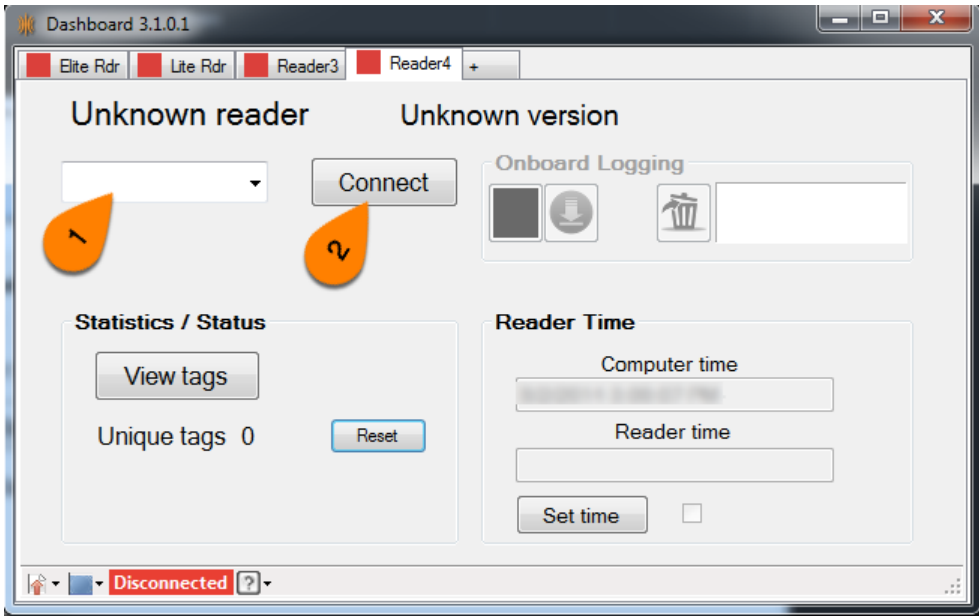 Dashboard 3.1.0.1
Elite Rdr Lite Rdr Reader3 Reader4 +
Unknown reader Unknown version
Onboard Logging
Connect
1
2
Statistics / Status
Reader Time
View tags
Computer time
Unique tags 0 Reset
Reader time
Set time
Disconnected ?